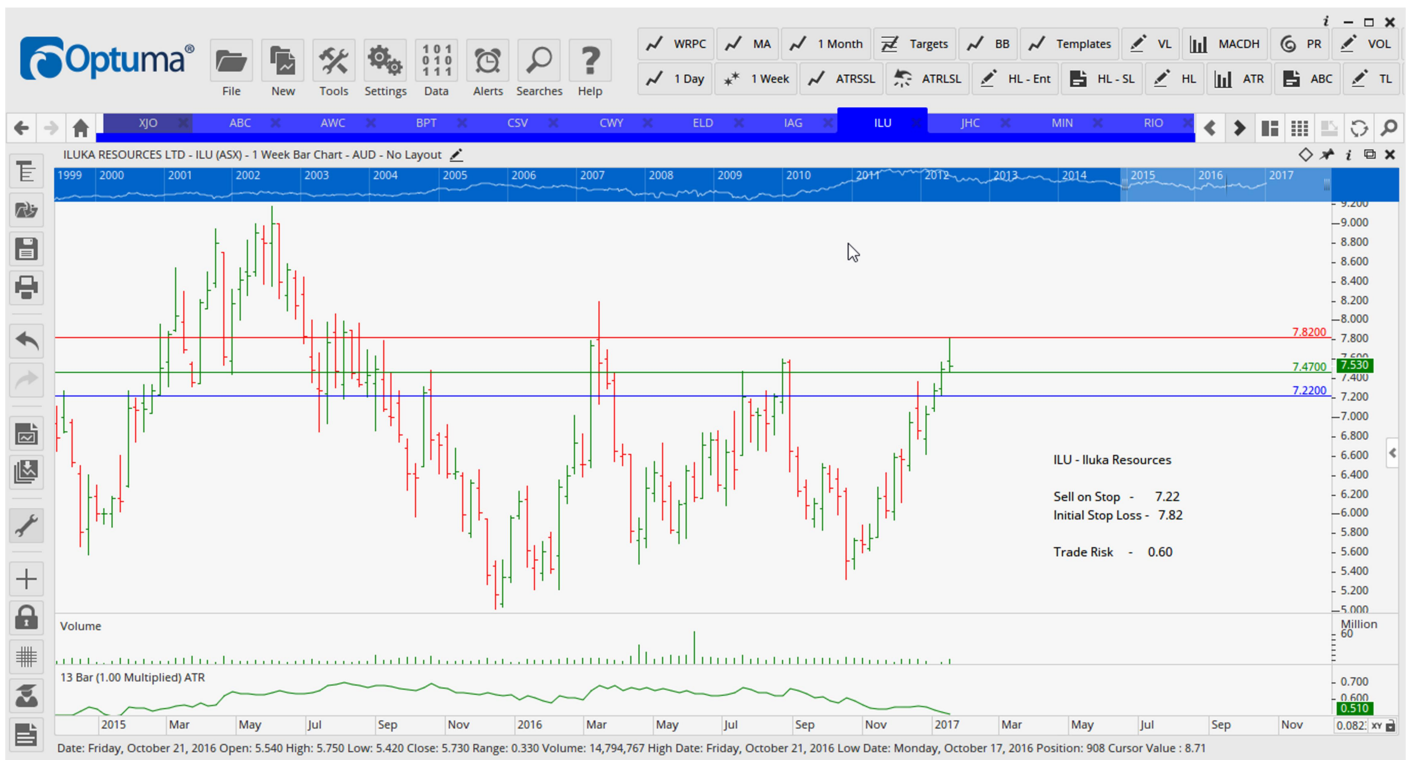 i
Optuma®
101
010
111
File New Tools Settings Data Alerts Searches Help
WRPC MA 1 Month Targets BB Templates VL MACDH PR VOL
1 Day 1 Week ATRSSL ATRLSL HL - Ent HL - SL HL ATR ABC TL
XJO ABC AWC BPT CSV CWY ELD IAG ILU JHC MIN RIO
ILUKA RESOURCES LTD - ILU (ASX) - 1 Week Bar Chart - AUD - No Layout
i
1999 2000 2001 2002 2003 2004 2005 2006 2007 2008 2009 2010 2011 2012 2013 2014 2015 2016 2017
9.200
9.000
8.800
8.600
8.400
8.200
8.000
7.8200
7.800
7.600
7.530
7.4700
7.400
7.2200
7.200
7.000
6.800
6.600
6.400
6.200
6.000
5.800
5.600
5.400
5.200
5.000
ILU - Iluka Resources
Sell on Stop - 7.22
Initial Stop Loss - 7.82
Trade Risk - 0.60
Volume
Million
60
13 Bar (1.00 Multiplied) ATR
0.700
0.600
0.510
2015 Mar May Jul Sep Nov 2016 Mar May Jul Sep Nov 2017 Mar May Jul Sep Nov
XY
Date: Friday, October 21, 2016 Open: 5.540 High: 5.750 Low: 5.420 Close: 5.730 Range: 0.330 Volume: 14,794,767 High Date: Friday, October 21, 2016 Low Date: Monday, October 17, 2016 Position: 908 Cursor Value : 8.71